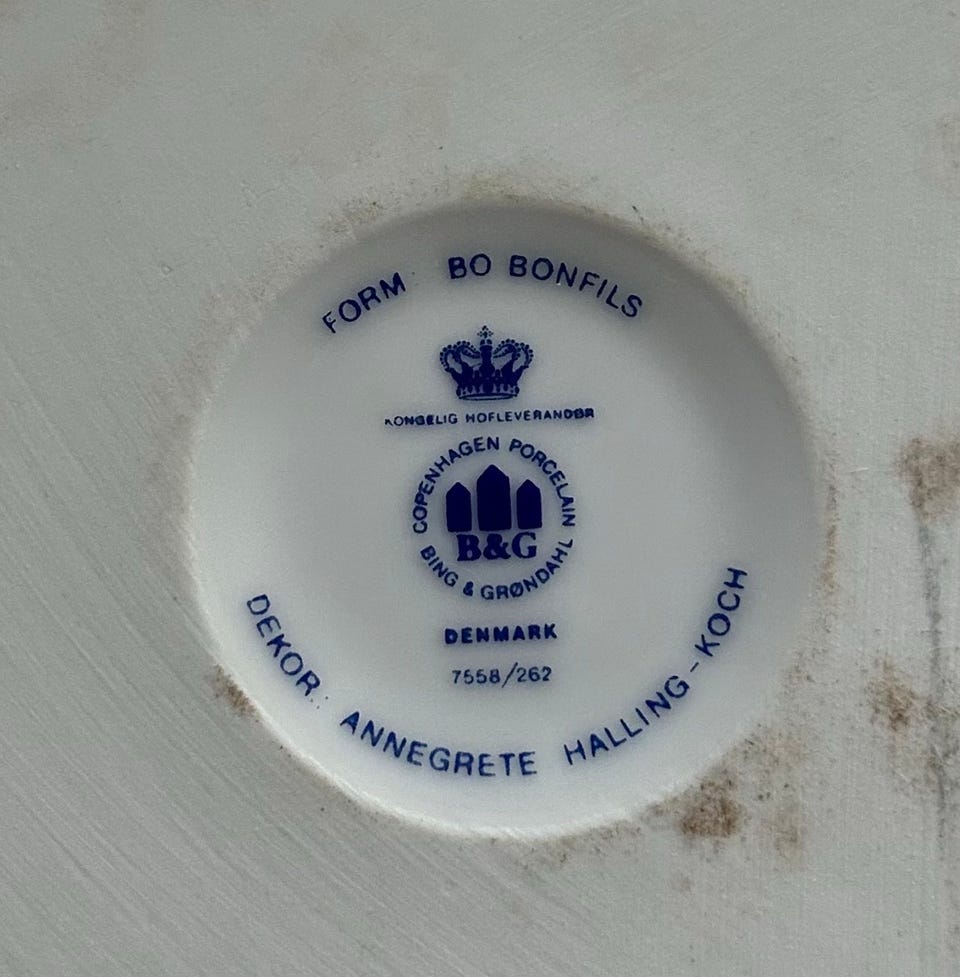 FORM BO BONFILS
KONGELIG HOFLEVERANDØR
COPENHAGEN PORCELAIN
B&G
BING & GRØNDAHL
DENMARK
7558/262
DEKOR: ANNEGRETE HALLING-KOCH